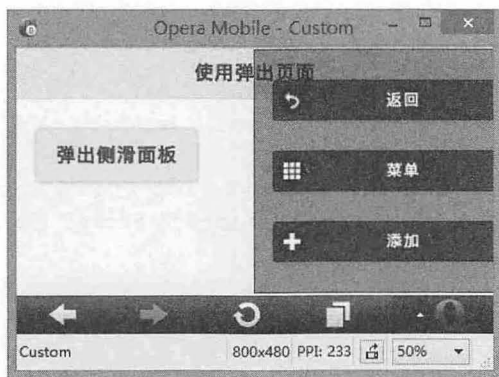 Opera Mobile - Custom
使用弹出页面
返回
弹出侧滑面板
菜单
添加
Custom
800x480 PPI: 233
50%